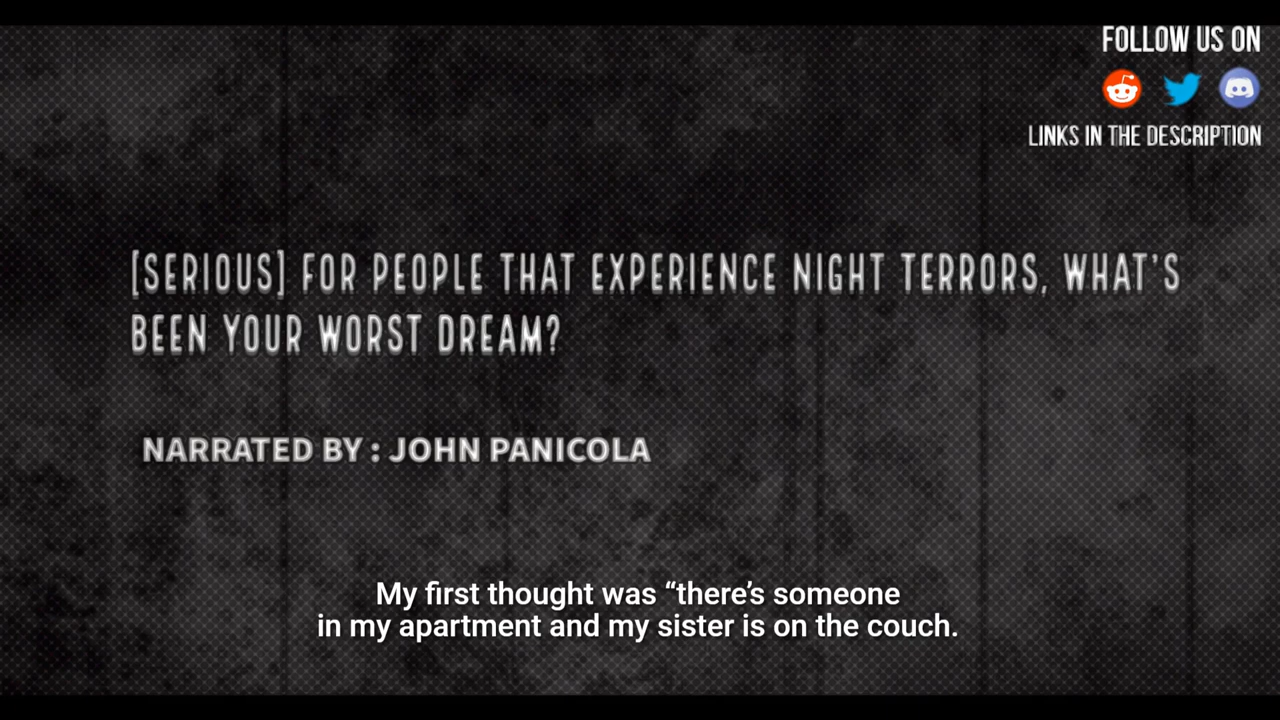 FOLLOW US ON
LINKS IN THE DESCRIPTION
[SERIOUS] FOR PEOPLE THAT EXPERIENCE NIGHT TERRORS, WHAT'S
BEEN YOUR WORST DREAM?
NARRATED BY : JOHN PANICOLA
My first thought was “there’s someone
in my apartment and my sister is on the couch.